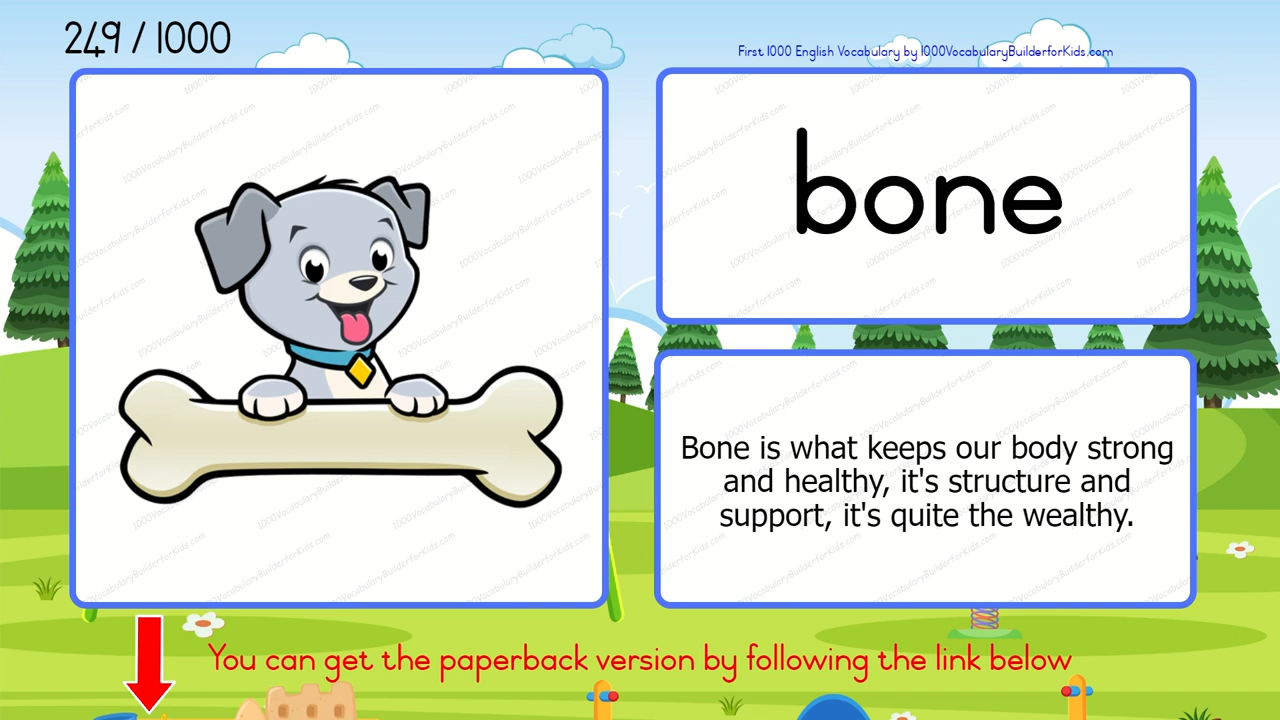 249 / 1000
First 1000 English Vocabulary by 1000VocabularyBuilderforKids.com
bone
Bone is what keeps our body strong
and healthy, it's structure and
support, it's quite the wealthy.
You can get the paperback version by following the link below